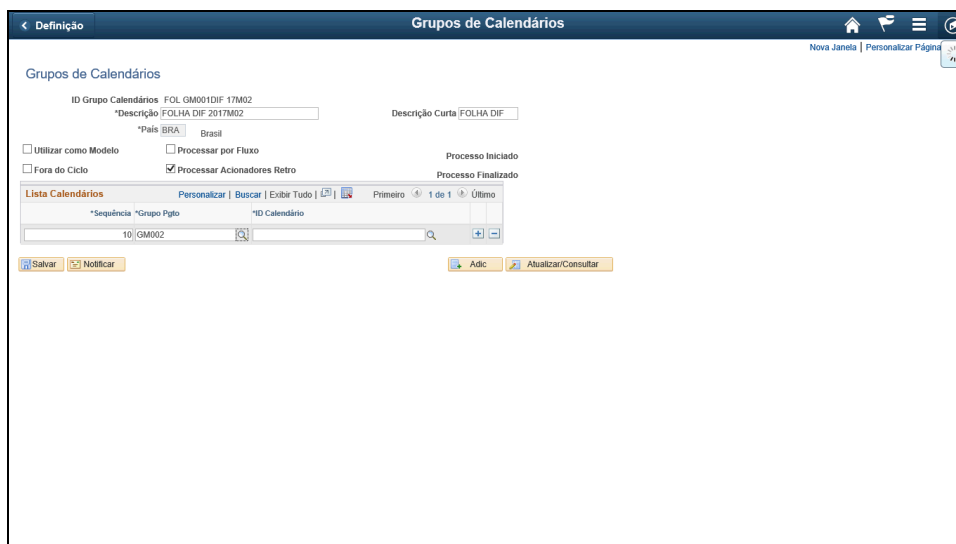 Definição
Grupos de Calendários
Nova Janela | Personalizar Página
Grupos de Calendários
ID Grupo Calendários FOL GM001DIF 17M02
*Descrição FOLHA DIF 2017M02 Descrição Curta FOLHA DIF
*País BRA Brasil
Utilizar como Modelo Processar por Fluxo Processo Iniciado
Fora do Ciclo Processar Acionadores Retro Processo Finalizado
Lista Calendários Personalizar | Buscar | Exibir Tudo | | Primeiro 1 de 1 Último
*Sequência *Grupo Pgto *ID Calendário
10 GM002
Salvar Notificar Adic Atualizar/Consultar